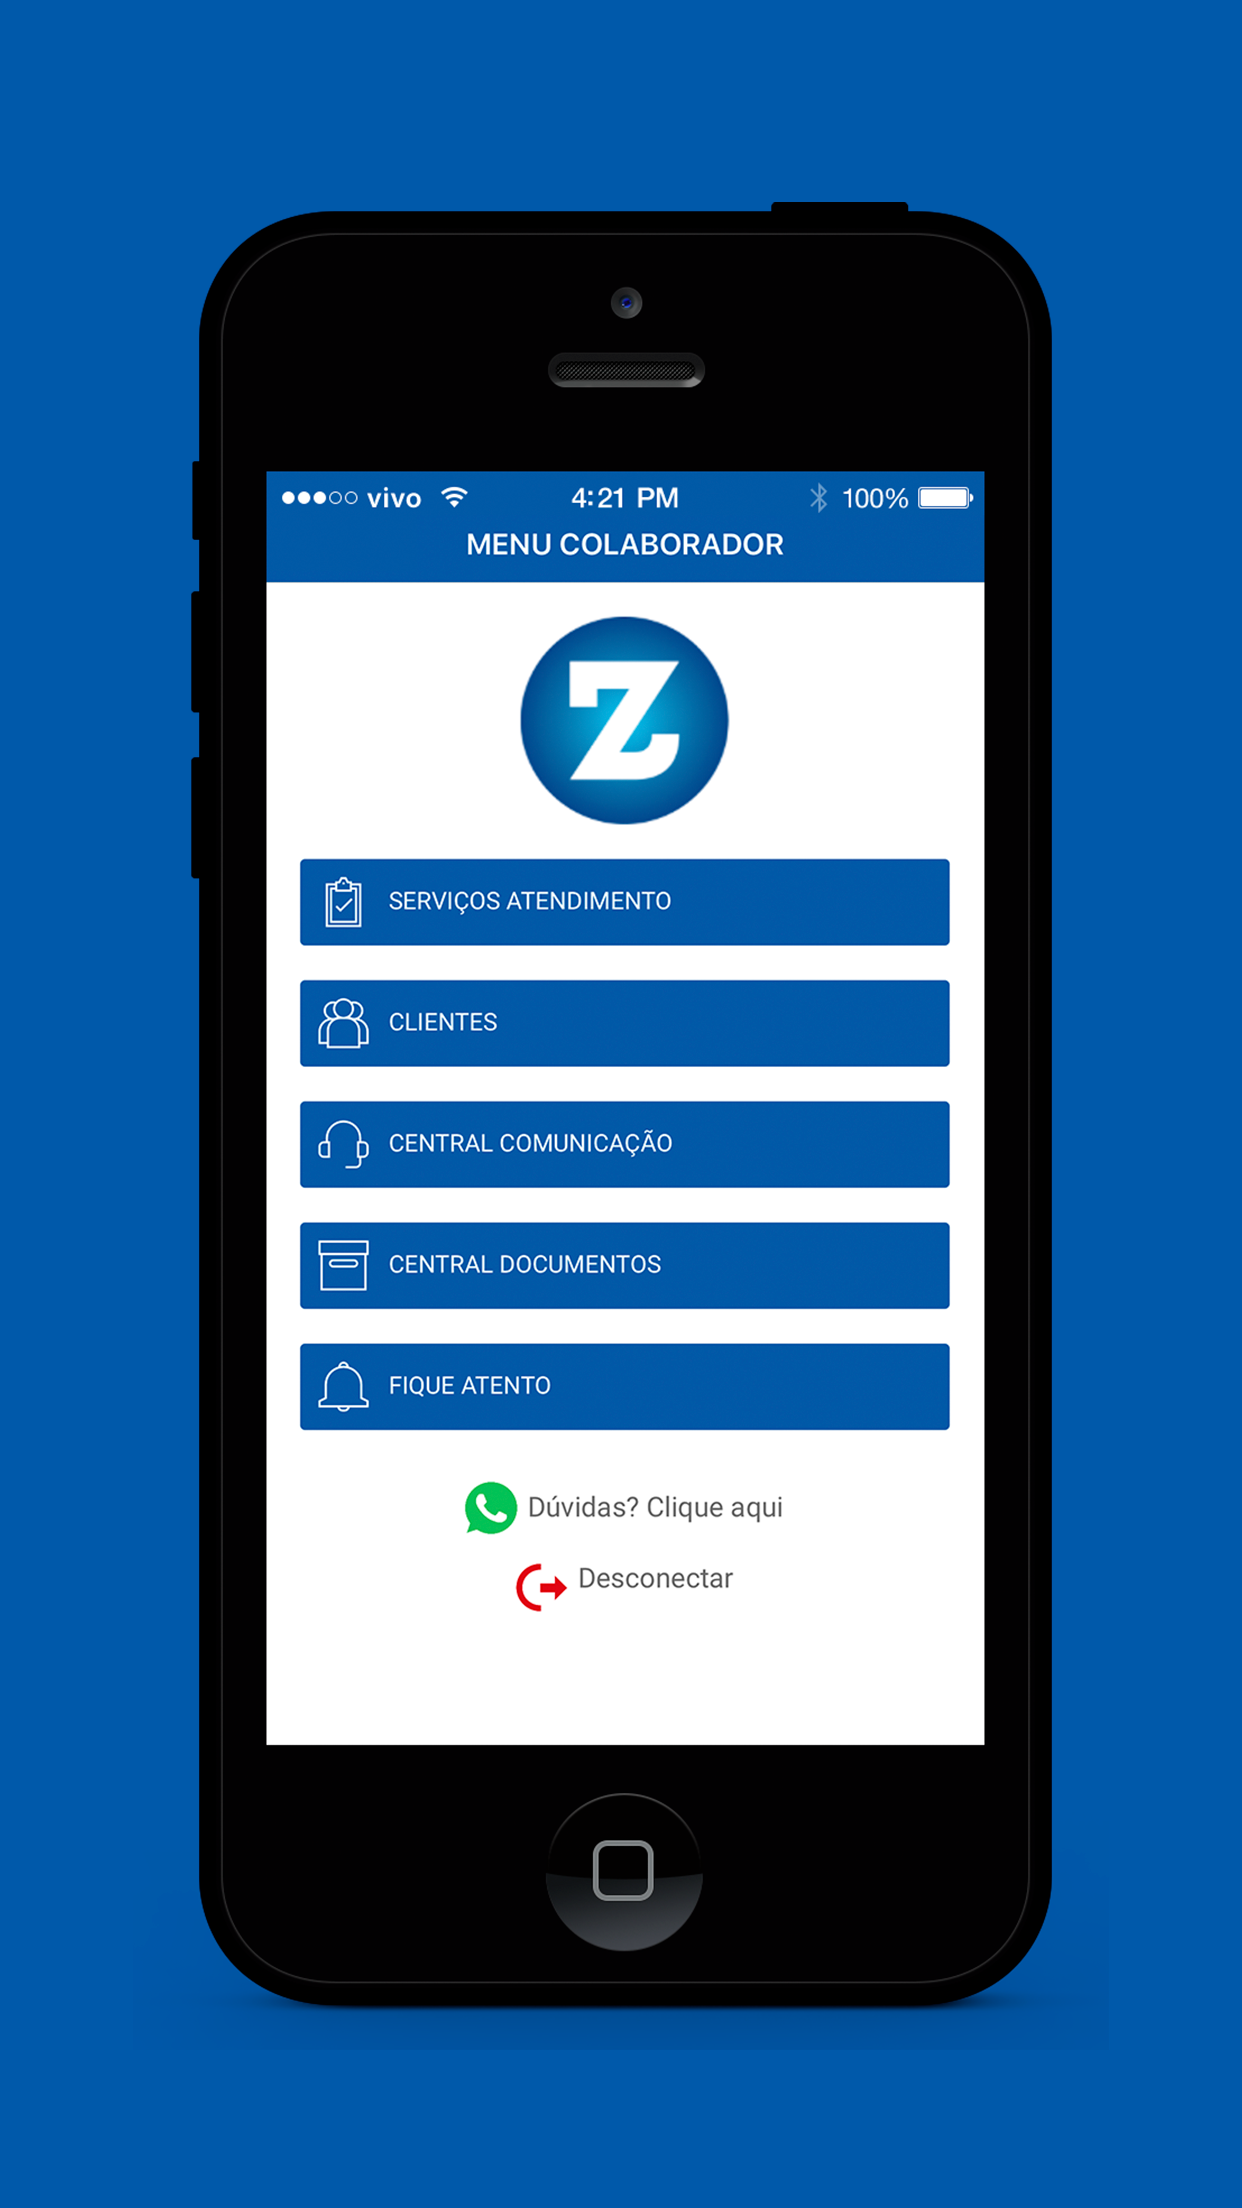 vivo 4:21 PM 100%
MENU COLABORADOR
Z
SERVIÇOS ATENDIMENTO
CLIENTES
CENTRAL COMUNICAÇÃO
CENTRAL DOCUMENTOS
FIQUE ATENTO
Dúvidas? Clique aqui
Desconectar